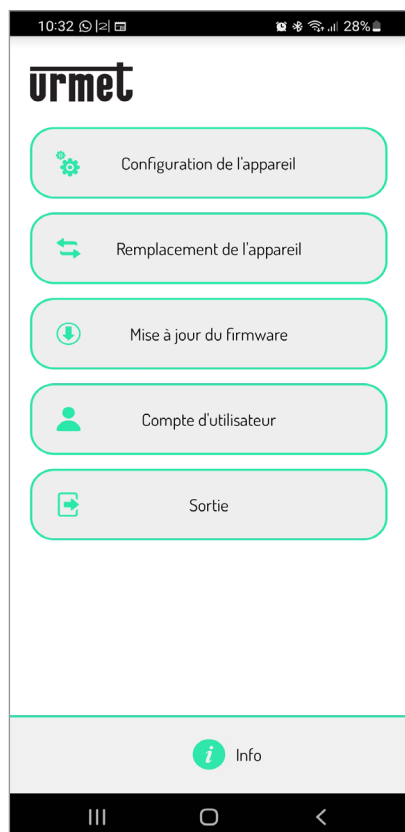 10:32 28%
urmet
Configuration de l'appareil
Remplacement de l'appareil
Mise à jour du firmware
Compte d'utilisateur
Sortie
i Info